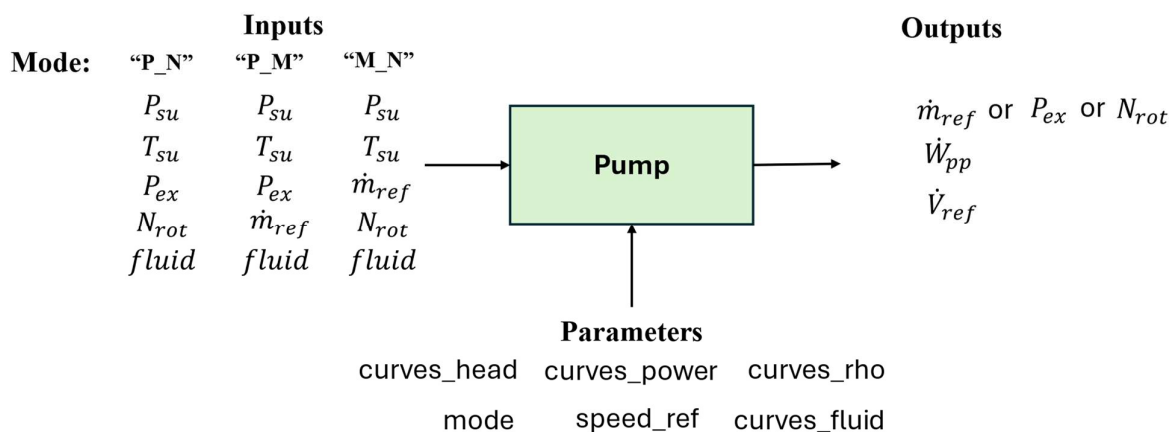 Inputs
Outputs
Mode: “P_N” “P_M” “M_N”
P_su P_su P_su
T_su T_su T_su
P_ex P_ex ṁ_ref
N_rot ṁ_ref N_rot
fluid fluid fluid
Pump
ṁ_ref or P_ex or N_rot
Ẇ_pp
V̇_ref
Parameters
curves_head curves_power curves_rho
mode speed_ref curves_fluid